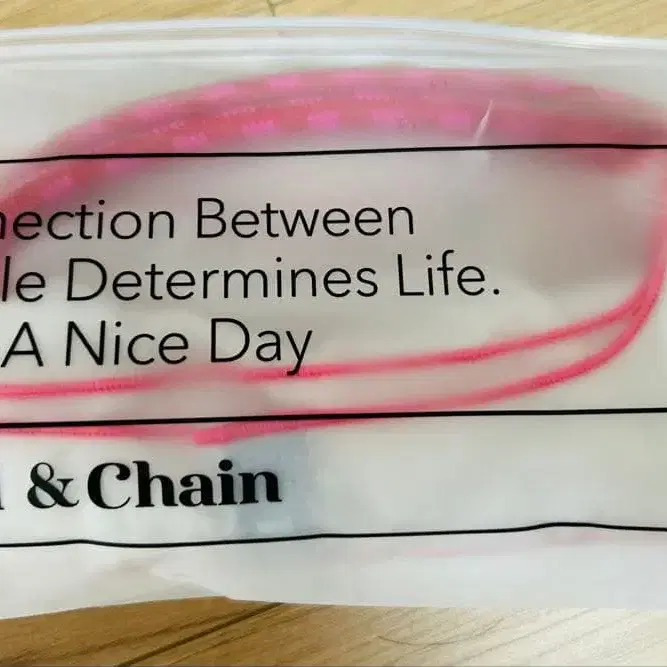 nection Between
le Determines Life.
A Nice Day
& Chain